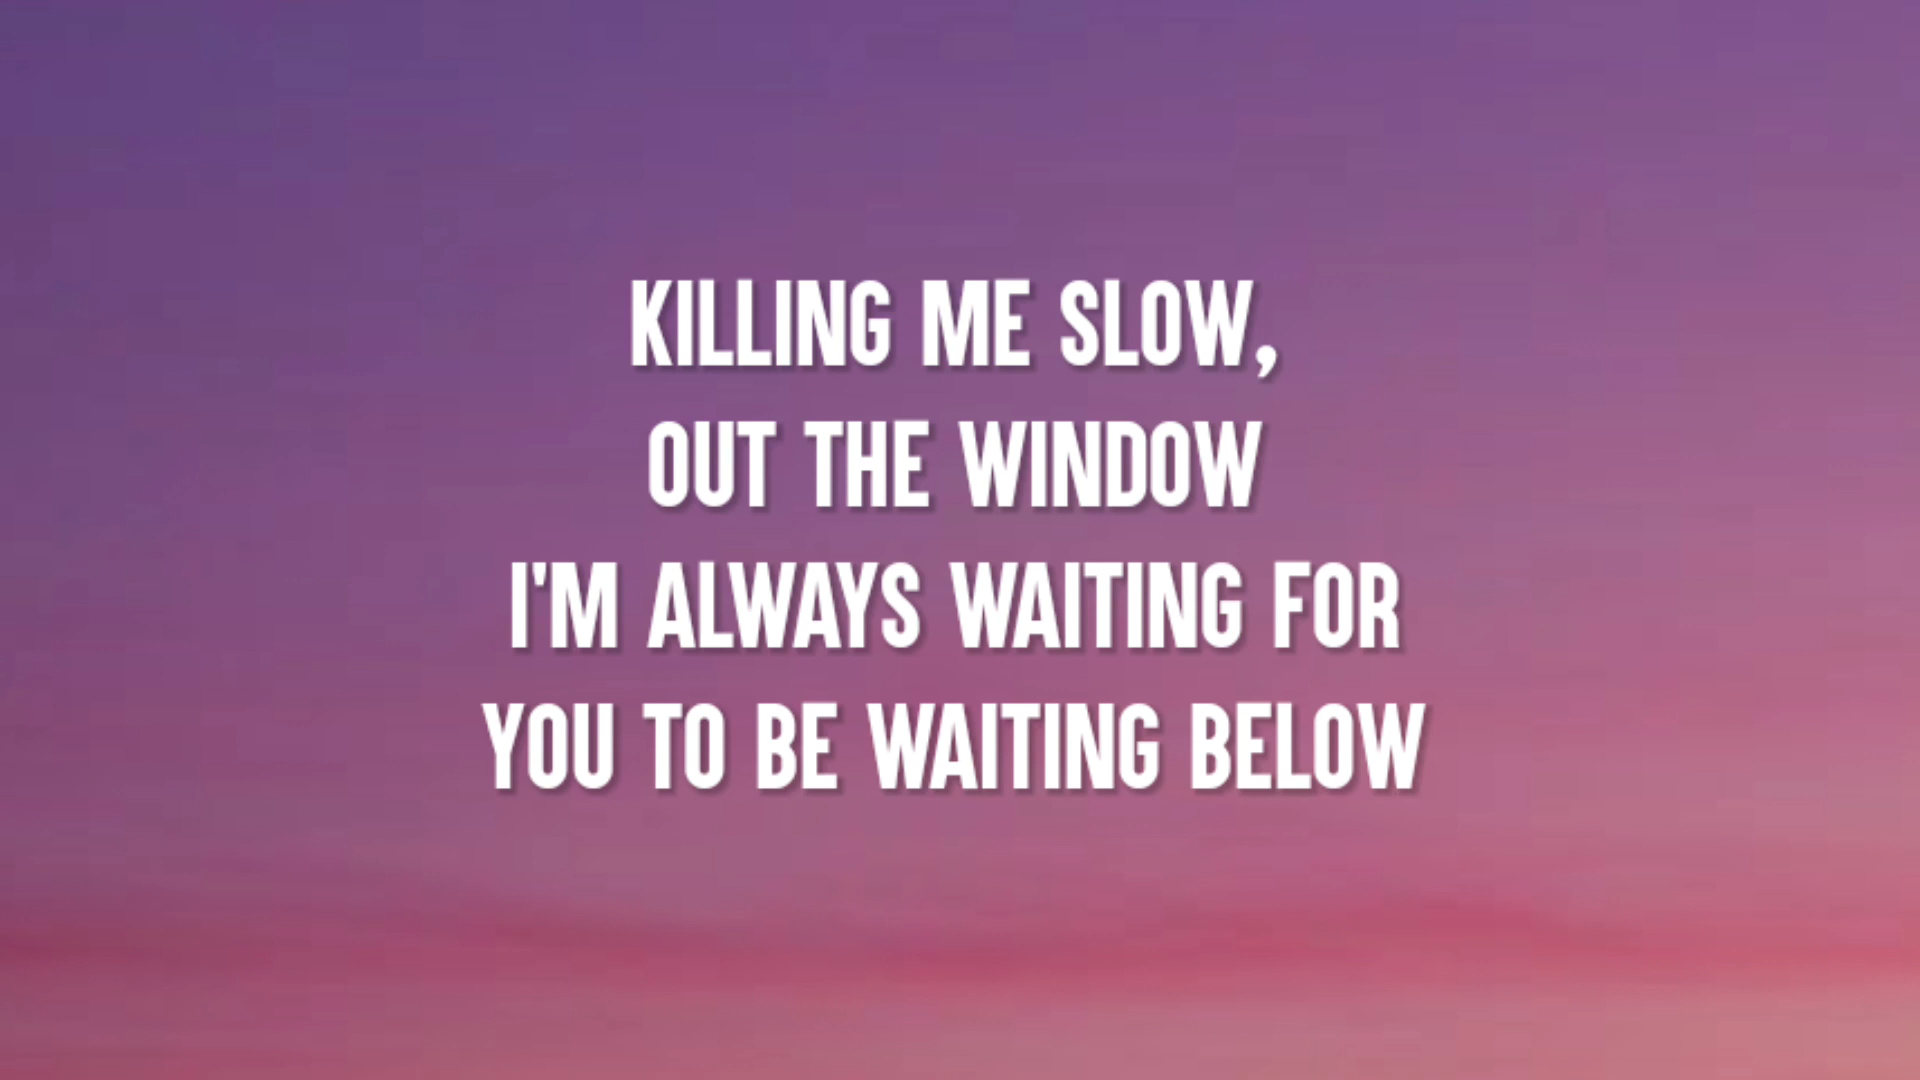 KILLING ME SLOW,
OUT THE WINDOW
I'M ALWAYS WAITING FOR
YOU TO BE WAITING BELOW